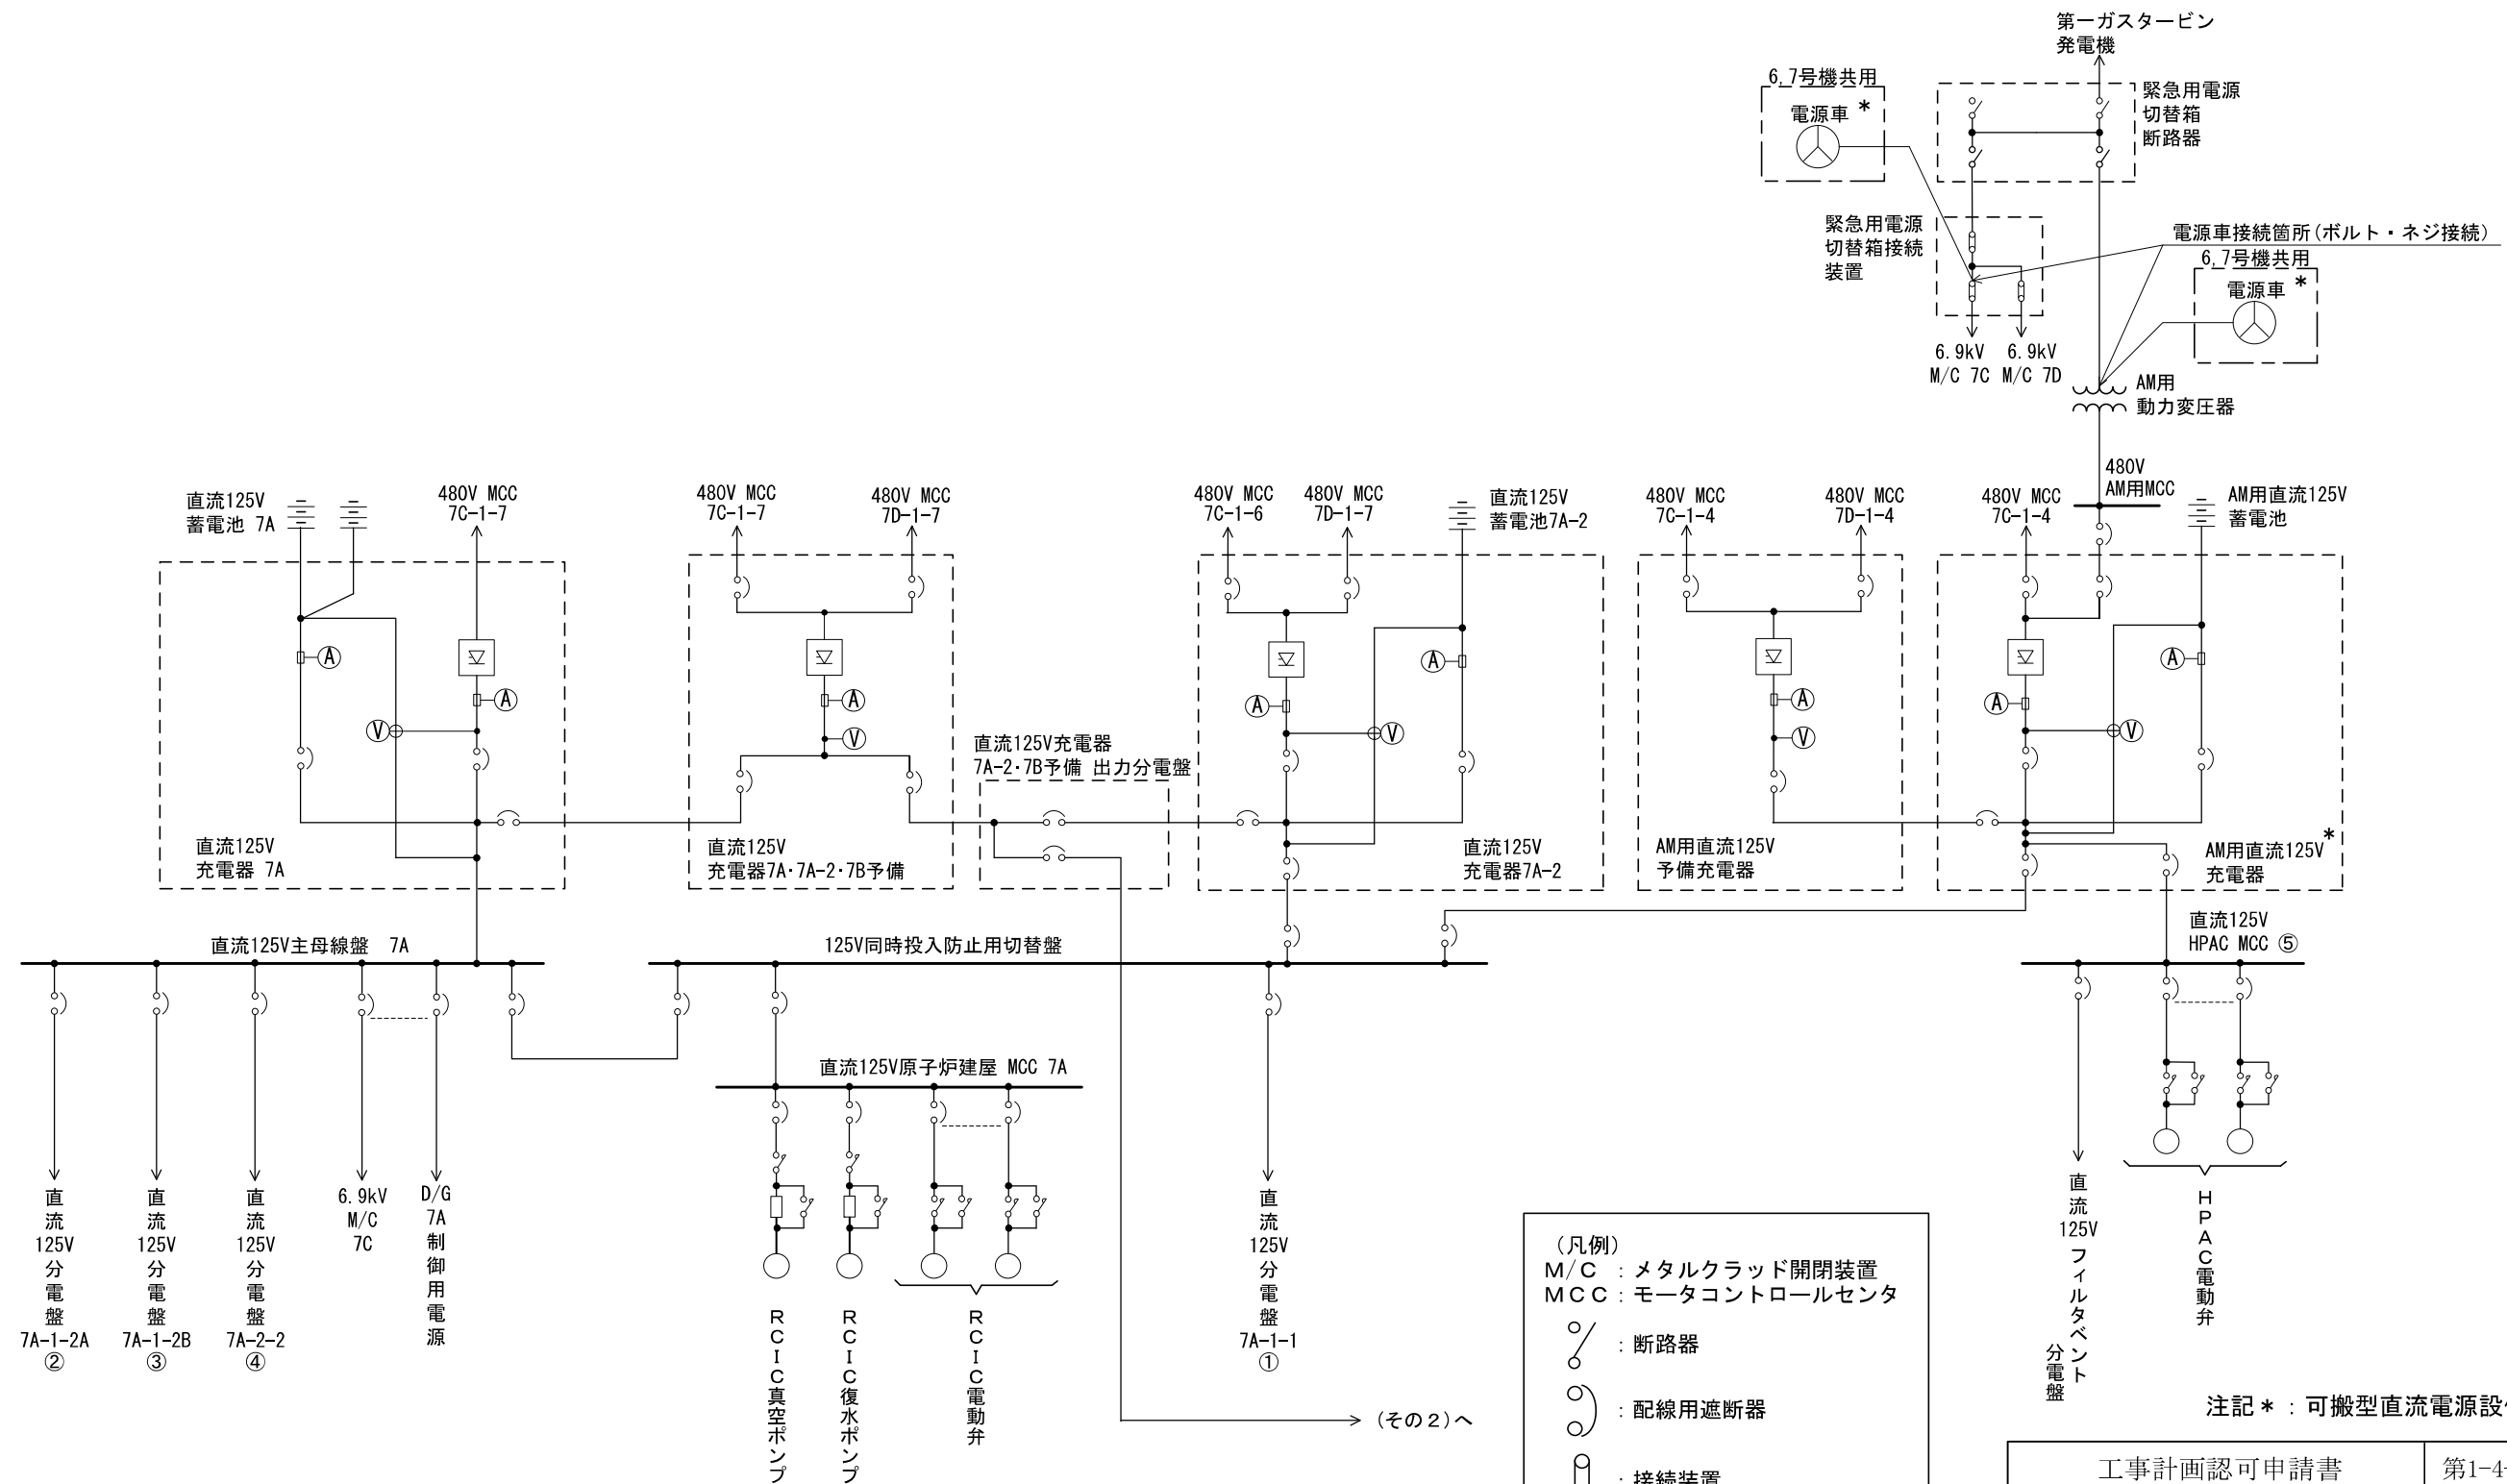 第一ガスタービン
発電機
6,7号機共用
電源車 *
緊急用電源
切替箱
断路器
緊急用電源
切替箱接続
装置
電源車接続箇所(ボルト・ネジ接続)
6,7号機共用
電源車 *
6.9kV
M/C 7C
6.9kV
M/C 7D
AM用
動力変圧器
直流125V
蓄電池 7A
480V MCC
7C-1-7
480V MCC
7C-1-7
480V MCC
7D-1-7
480V MCC
7C-1-6
480V MCC
7D-1-7
直流125V
蓄電池7A-2
480V MCC
7C-1-4
480V MCC
7D-1-4
480V MCC
7C-1-4
480V
AM用MCC
AM用直流125V
蓄電池
A
A
V
A
V
A
V
A
A
V
A
V
A
直流125V充電器
7A-2・7B予備 出力分電盤
直流125V
充電器 7A
直流125V
充電器7A・7A-2・7B予備
直流125V
充電器7A-2
AM用直流125V
予備充電器
AM用直流125V*
充電器
直流125V主母線盤 7A
125V同時投入防止用切替盤
直流125V
HPAC MCC ⑤
直流125V原子炉建屋 MCC 7A
直流125V分電盤7A-1-2A②
直流125V分電盤7A-1-2B③
直流125V分電盤7A-2-2④
6.9kV
M/C
7C
D/G
7A
制御用電源
RCIC真空ポンプ
RCIC復水ポンプ
RCIC電動弁
直流125V分電盤7A-1-1①
(その2)へ
直流125V フィルタベント
分電盤
HPAC電動弁
(凡例)
M/C : メタルクラッド開閉装置
MCC : モータコントロールセンタ
: 断路器
: 配線用遮断器
: 接続装置
注記* : 可搬型直流電源設
工事計画認可申請書
第1-4-